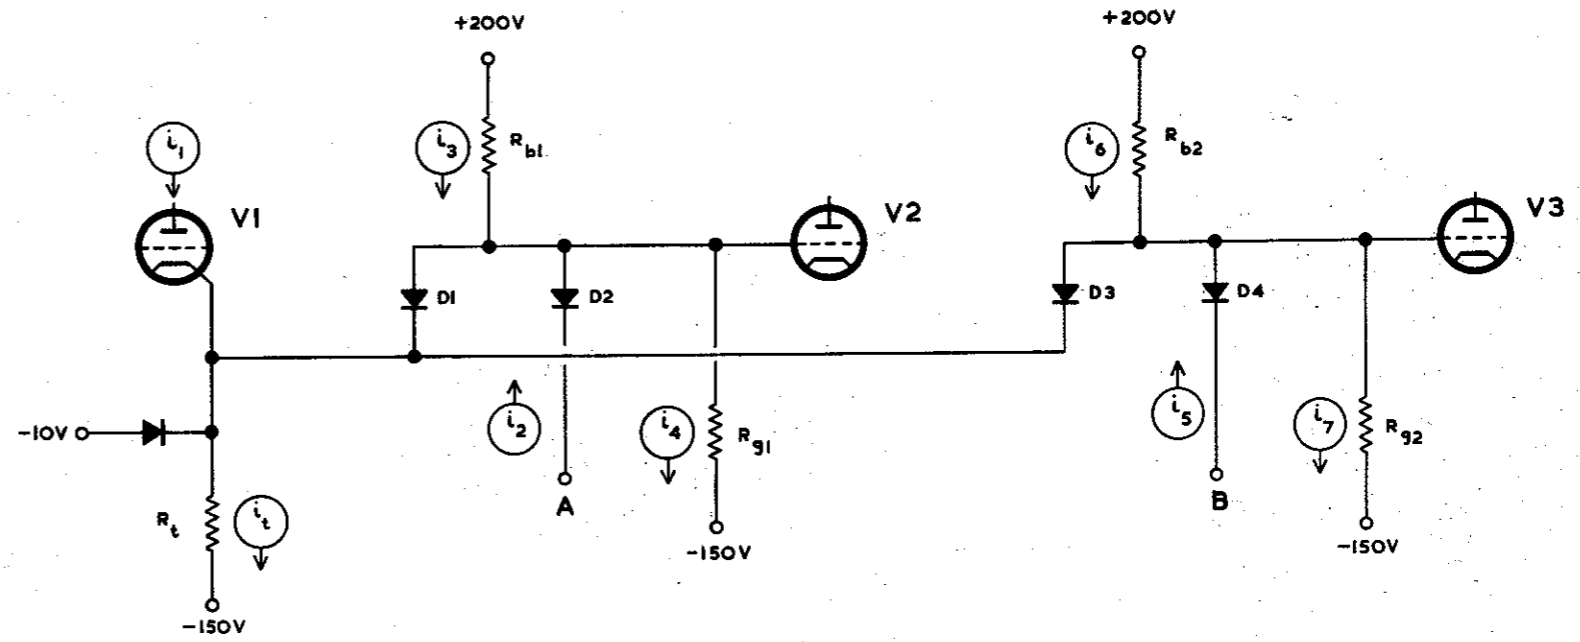 +200V
+200V
i1
V1
i3
Rb1
V2
i6
Rb2
V3
D1
D2
D3
D4
-10V
i2
i4
Rg1
i5
i7
Rg2
Rt
it
A
B
-150V
-150V
-150V